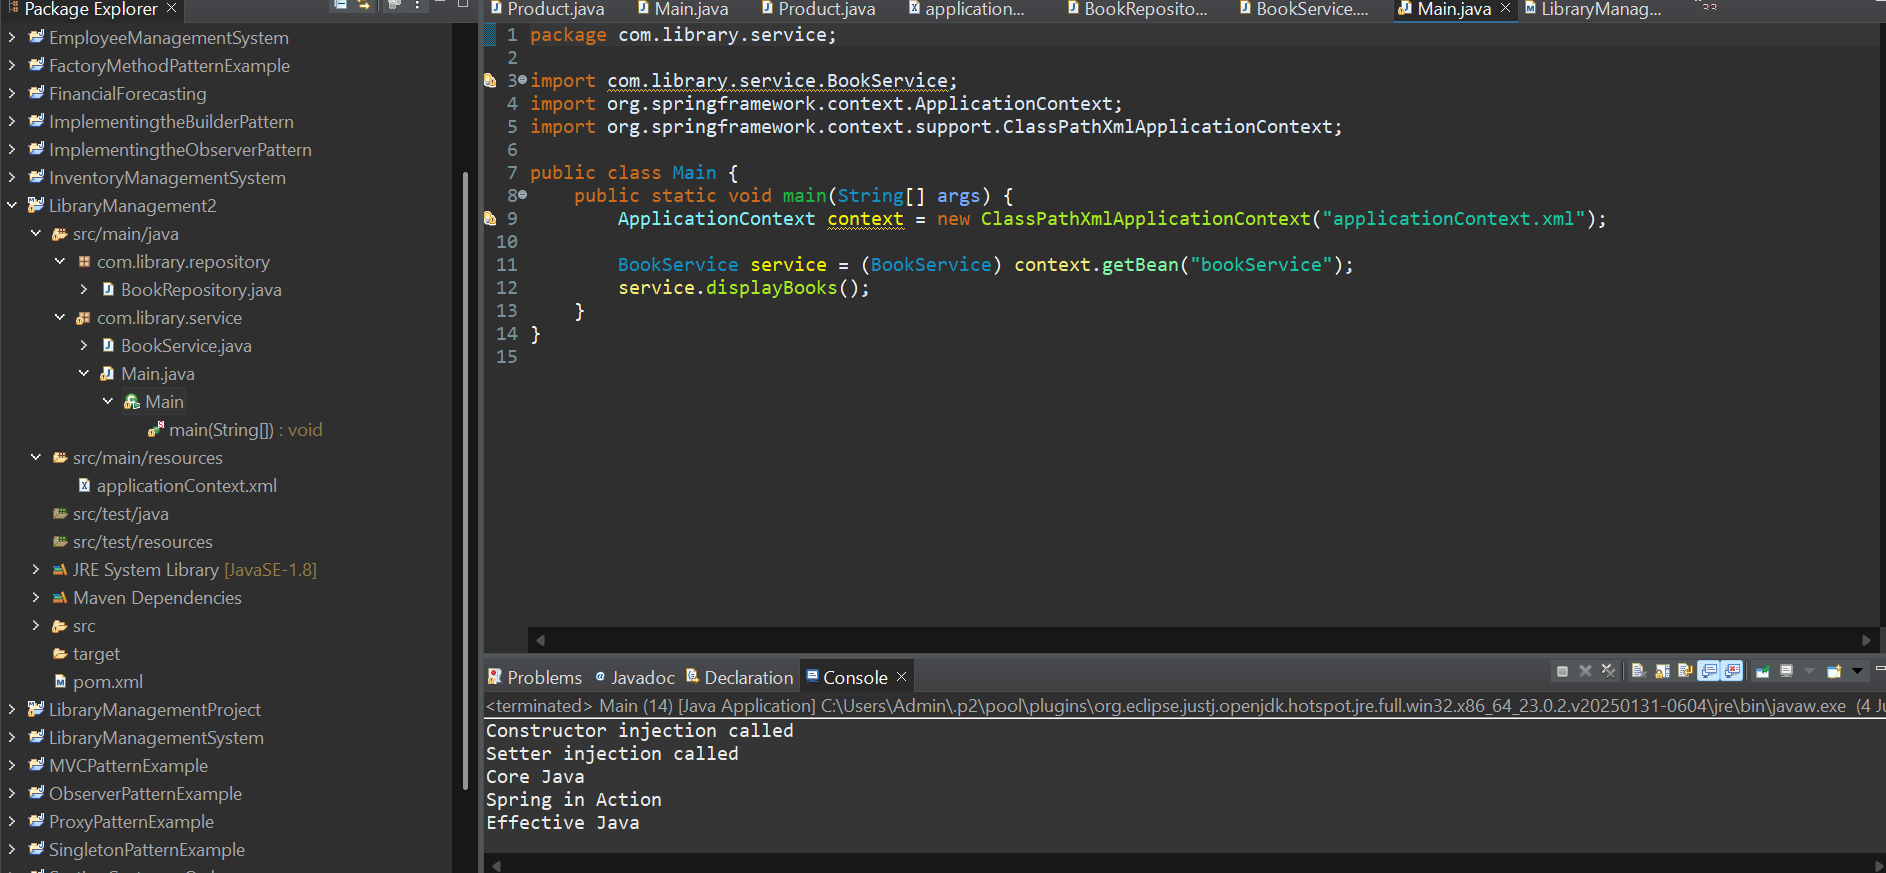 Package Explorer
EmployeeManagementSystem
FactoryMethodPatternExample
FinancialForecasting
ImplementingtheBuilderPattern
ImplementingtheObserverPattern
InventoryManagementSystem
LibraryManagement2
src/main/java
com.library.repository
BookRepository.java
com.library.service
BookService.java
Main.java
Main
main(String[]) : void
src/main/resources
applicationContext.xml
src/test/java
src/test/resources
JRE System Library [JavaSE-1.8]
Maven Dependencies
src
target
pom.xml
LibraryManagementProject
LibraryManagementSystem
MVCPatternExample
ObserverPatternExample
ProxyPatternExample
SingletonPatternExample
Product.java Main.java Product.java application... BookReposito... BookService.... Main.java LibraryManag...
1 package com.library.service;
2
3 import com.library.service.BookService;
4 import org.springframework.context.ApplicationContext;
5 import org.springframework.context.support.ClassPathXmlApplicationContext;
6
7 public class Main {
8 public static void main(String[] args) {
9 ApplicationContext context = new ClassPathXmlApplicationContext("applicationContext.xml");
10
11 BookService service = (BookService) context.getBean("bookService");
12 service.displayBooks();
13 }
14 }
15
Problems Javadoc Declaration Console
<terminated> Main (14) [Java Application] C:\Users\Admin\.p2\pool\plugins\org.eclipse.justj.openjdk.hotspot.jre.full.win32.x86_64_23.0.2.v20250131-0604\jre\bin\javaw.exe (4 Ju
Constructor injection called
Setter injection called
Core Java
Spring in Action
Effective Java